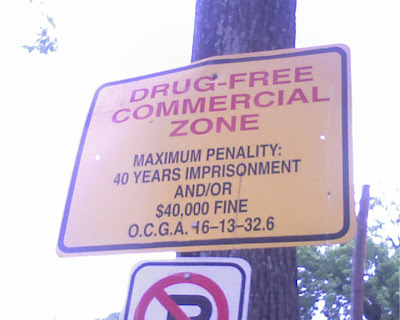 DRUG-FREE
COMMERCIAL
ZONE
MAXIMUM PENALITY:
40 YEARS IMPRISONMENT
AND/OR
$40,000 FINE
O.C.G.A. 16–13–32.6
P